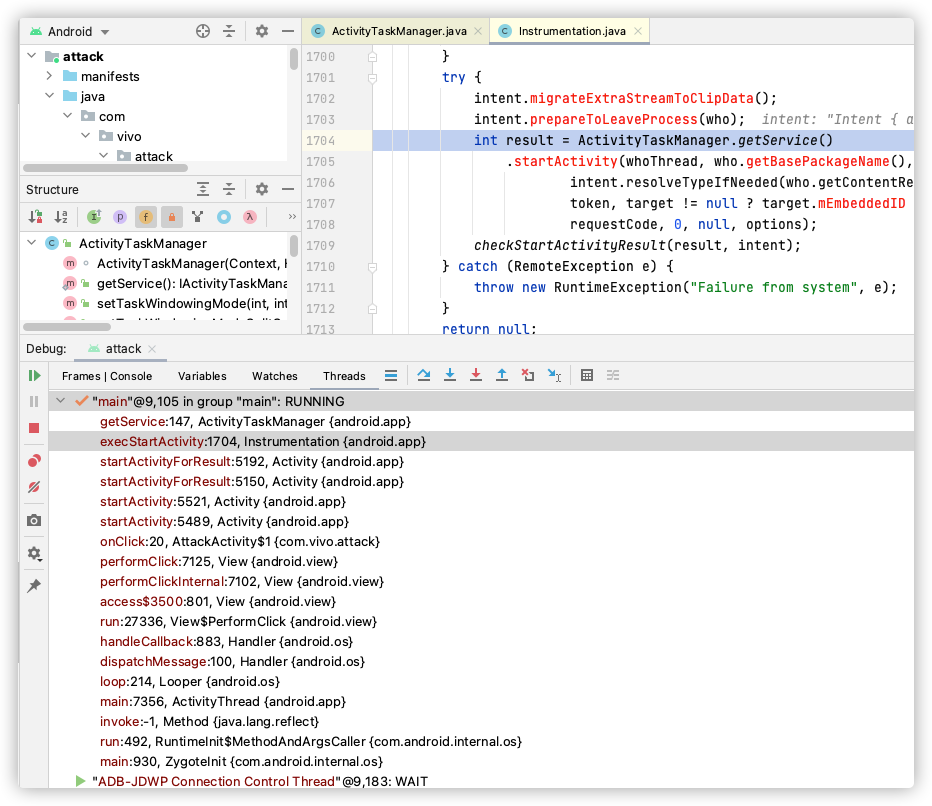 Android
ActivityTaskManager.java
Instrumentation.java
attack
manifests
java
com
vivo
attack
Structure
ActivityTaskManager
ActivityTaskManager(Context, H
getService(): IActivityTaskMana
setTaskWindowingMode(int, int
1700 }
1701 try {
1702 intent.migrateExtraStreamToClipData();
1703 intent.prepareToLeaveProcess(who); intent: "Intent { a
1704 int result = ActivityTaskManager.getService()
1705 .startActivity(whoThread, who.getBasePackageName(),
1706 intent.resolveTypeIfNeeded(who.getContentRe
1707 token, target != null ? target.mEmbeddedID
1708 requestCode, 0, null, options);
1709 checkStartActivityResult(result, intent);
1710 } catch (RemoteException e) {
1711 throw new RuntimeException("Failure from system", e);
1712 }
1713 return null;
Debug: attack
Frames | Console Variables Watches Threads
"main"@9,105 in group "main": RUNNING
getService:147, ActivityTaskManager {android.app}
execStartActivity:1704, Instrumentation {android.app}
startActivityForResult:5192, Activity {android.app}
startActivityForResult:5150, Activity {android.app}
startActivity:5521, Activity {android.app}
startActivity:5489, Activity {android.app}
onClick:20, AttackActivity$1 {com.vivo.attack}
performClick:7125, View {android.view}
performClickInternal:7102, View {android.view}
access$3500:801, View {android.view}
run:27336, View$PerformClick {android.view}
handleCallback:883, Handler {android.os}
dispatchMessage:100, Handler {android.os}
loop:214, Looper {android.os}
main:7356, ActivityThread {android.app}
invoke:-1, Method {java.lang.reflect}
run:492, RuntimeInit$MethodAndArgsCaller {com.android.internal.os}
main:930, ZygoteInit {com.android.internal.os}
"ADB-JDWP Connection Control Thread"@9,183: WAIT